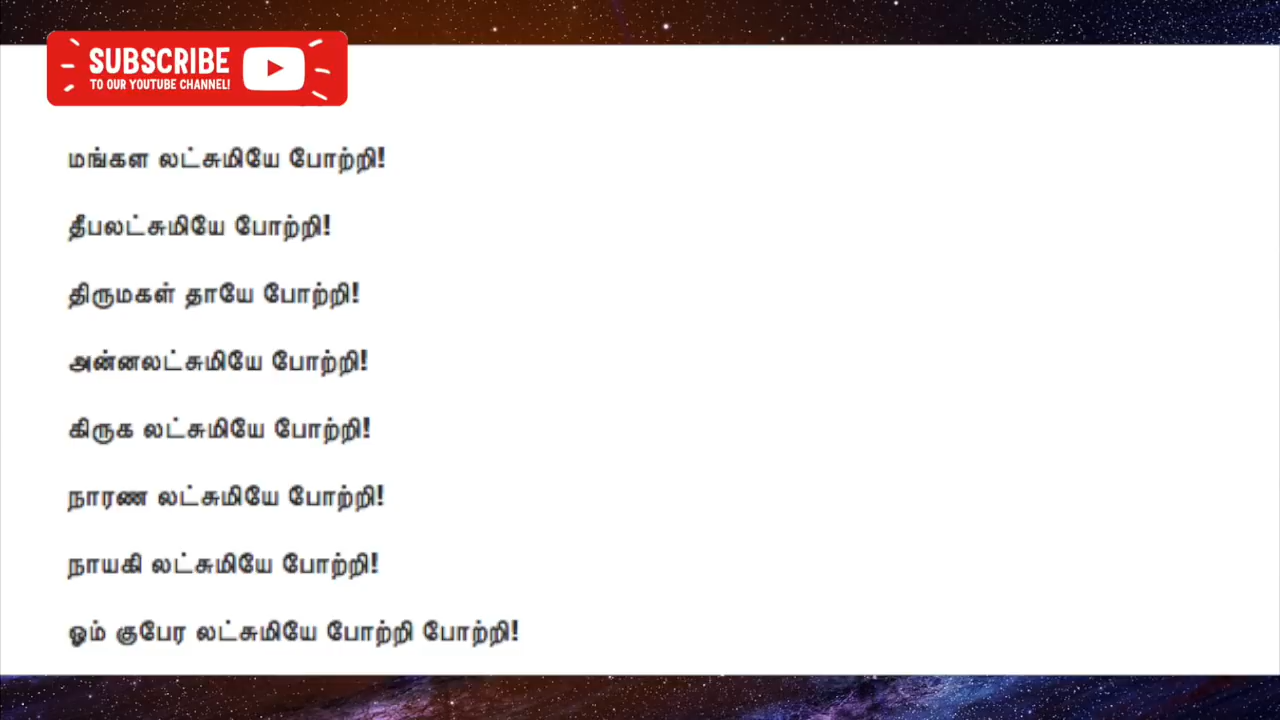 SUBSCRIBE
TO OUR YOUTUBE CHANNEL!
மங்கள லட்சுமியே போற்றி!
தீபலட்சுமியே போற்றி!
திருமகள் தாயே போற்றி!
அன்னலட்சுமியே போற்றி!
கிருக லட்சுமியே போற்றி!
நாரண லட்சுமியே போற்றி!
நாயகி லட்சுமியே போற்றி!
ஓம் குபேர லட்சுமியே போற்றி போற்றி!